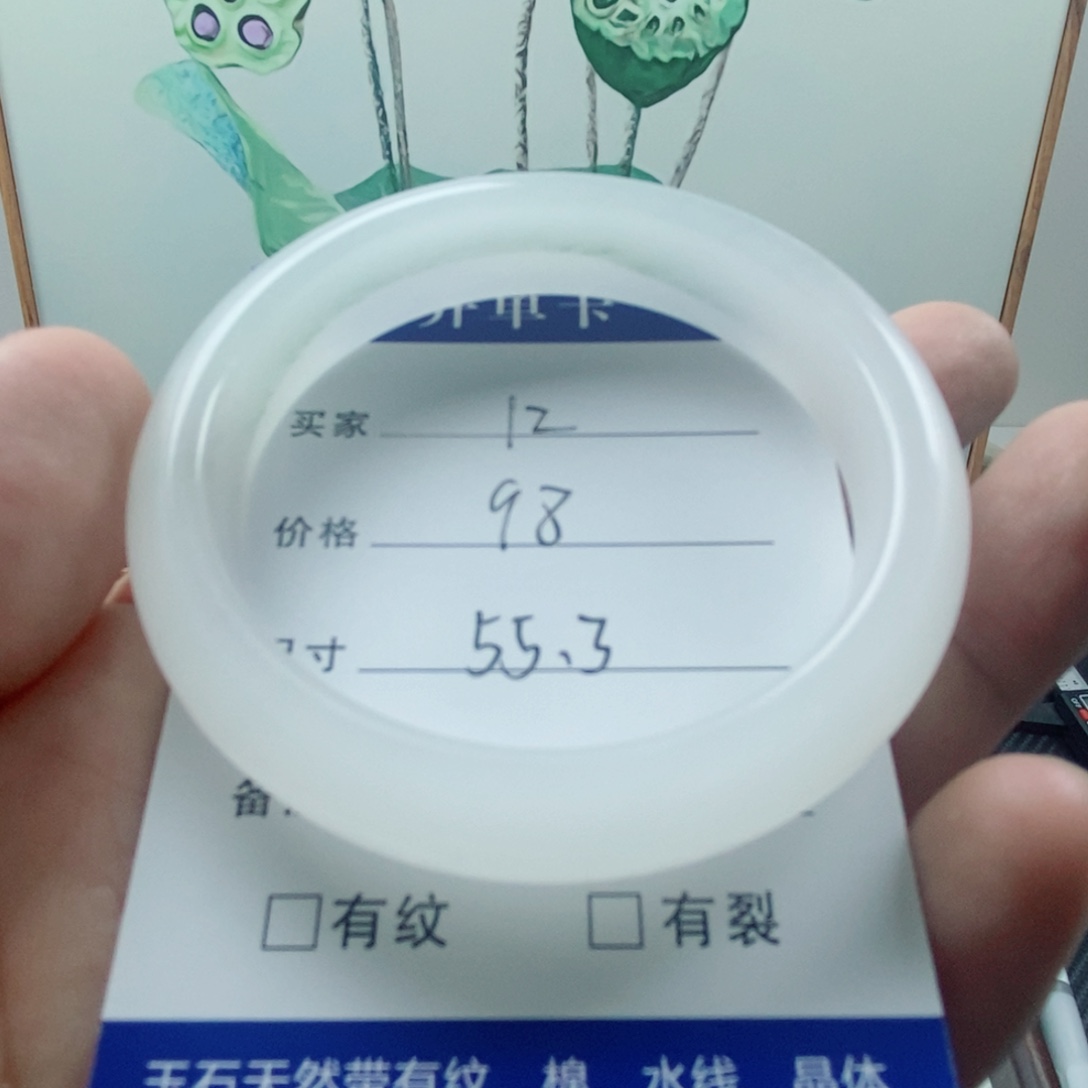 买家 12
价格 98
寸 55.3
备
有纹 有裂
玉石天然带有纹 棉 水线 晶体